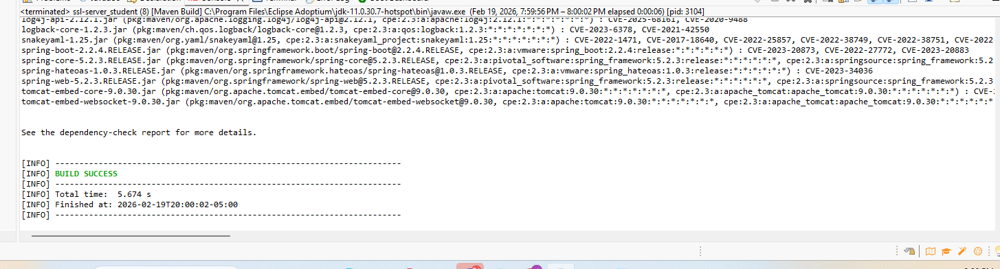 <terminated> ssl-server_student (8) [Maven Build] C:\Program Files\Eclipse Adoptium\jdk-11.0.30.7-hotspot\bin\javaw.exe (Feb 19, 2026, 7:59:56 PM – 8:00:02 PM elapsed 0:00:06) [pid: 3104]
log4j-api-2.12.1.jar (pkg:maven/org.apache.logging.log4j/log4j-api@2.12.1, cpe:2.3:a:apache:log4j:2.12.1:*:*:*:*:*:*:*) : CVE-2025-68161, CVE-2020-9488
logback-core-1.2.3.jar (pkg:maven/ch.qos.logback/logback-core@1.2.3, cpe:2.3:a:qos:logback:1.2.3:*:*:*:*:*:*:*) : CVE-2023-6378, CVE-2021-42550
snakeyaml-1.25.jar (pkg:maven/org.yaml/snakeyaml@1.25, cpe:2.3:a:snakeyaml_project:snakeyaml:1.25:*:*:*:*:*:*:*) : CVE-2022-1471, CVE-2017-18640, CVE-2022-25857, CVE-2022-38749, CVE-2022-38751, CVE-2022-
spring-boot-2.2.4.RELEASE.jar (pkg:maven/org.springframework.boot/spring-boot@2.2.4.RELEASE, cpe:2.3:a:vmware:spring_boot:2.2.4:release:*:*:*:*:*:*) : CVE-2023-20873, CVE-2022-27772, CVE-2023-20883
spring-core-5.2.3.RELEASE.jar (pkg:maven/org.springframework/spring-core@5.2.3.RELEASE, cpe:2.3:a:pivotal_software:spring_framework:5.2.3:release:*:*:*:*:*:*, cpe:2.3:a:springsource:spring_framework:5.2
spring-hateoas-1.0.3.RELEASE.jar (pkg:maven/org.springframework.hateoas/spring-hateoas@1.0.3.RELEASE, cpe:2.3:a:vmware:spring_hateoas:1.0.3:release:*:*:*:*:*:*) : CVE-2023-34036
spring-web-5.2.3.RELEASE.jar (pkg:maven/org.springframework/spring-web@5.2.3.RELEASE, cpe:2.3:a:pivotal_software:spring_framework:5.2.3:release:*:*:*:*:*:*, cpe:2.3:a:springsource:spring_framework:5.2.3
tomcat-embed-core-9.0.30.jar (pkg:maven/org.apache.tomcat.embed/tomcat-embed-core@9.0.30, cpe:2.3:a:apache:tomcat:9.0.30:*:*:*:*:*:*:*, cpe:2.3:a:apache_tomcat:apache_tomcat:9.0.30:*:*:*:*:*:*:*) : CVE-
tomcat-embed-websocket-9.0.30.jar (pkg:maven/org.apache.tomcat.embed/tomcat-embed-websocket@9.0.30, cpe:2.3:a:apache:tomcat:9.0.30:*:*:*:*:*:*:*, cpe:2.3:a:apache_tomcat:apache_tomcat:9.0.30:*:*:*:*:*:*:*
See the dependency-check report for more details.
[INFO] ------------------------------------------------------------------------
[INFO] BUILD SUCCESS
[INFO] ------------------------------------------------------------------------
[INFO] Total time:  5.674 s
[INFO] Finished at: 2026-02-19T20:00:02-05:00
[INFO] ------------------------------------------------------------------------